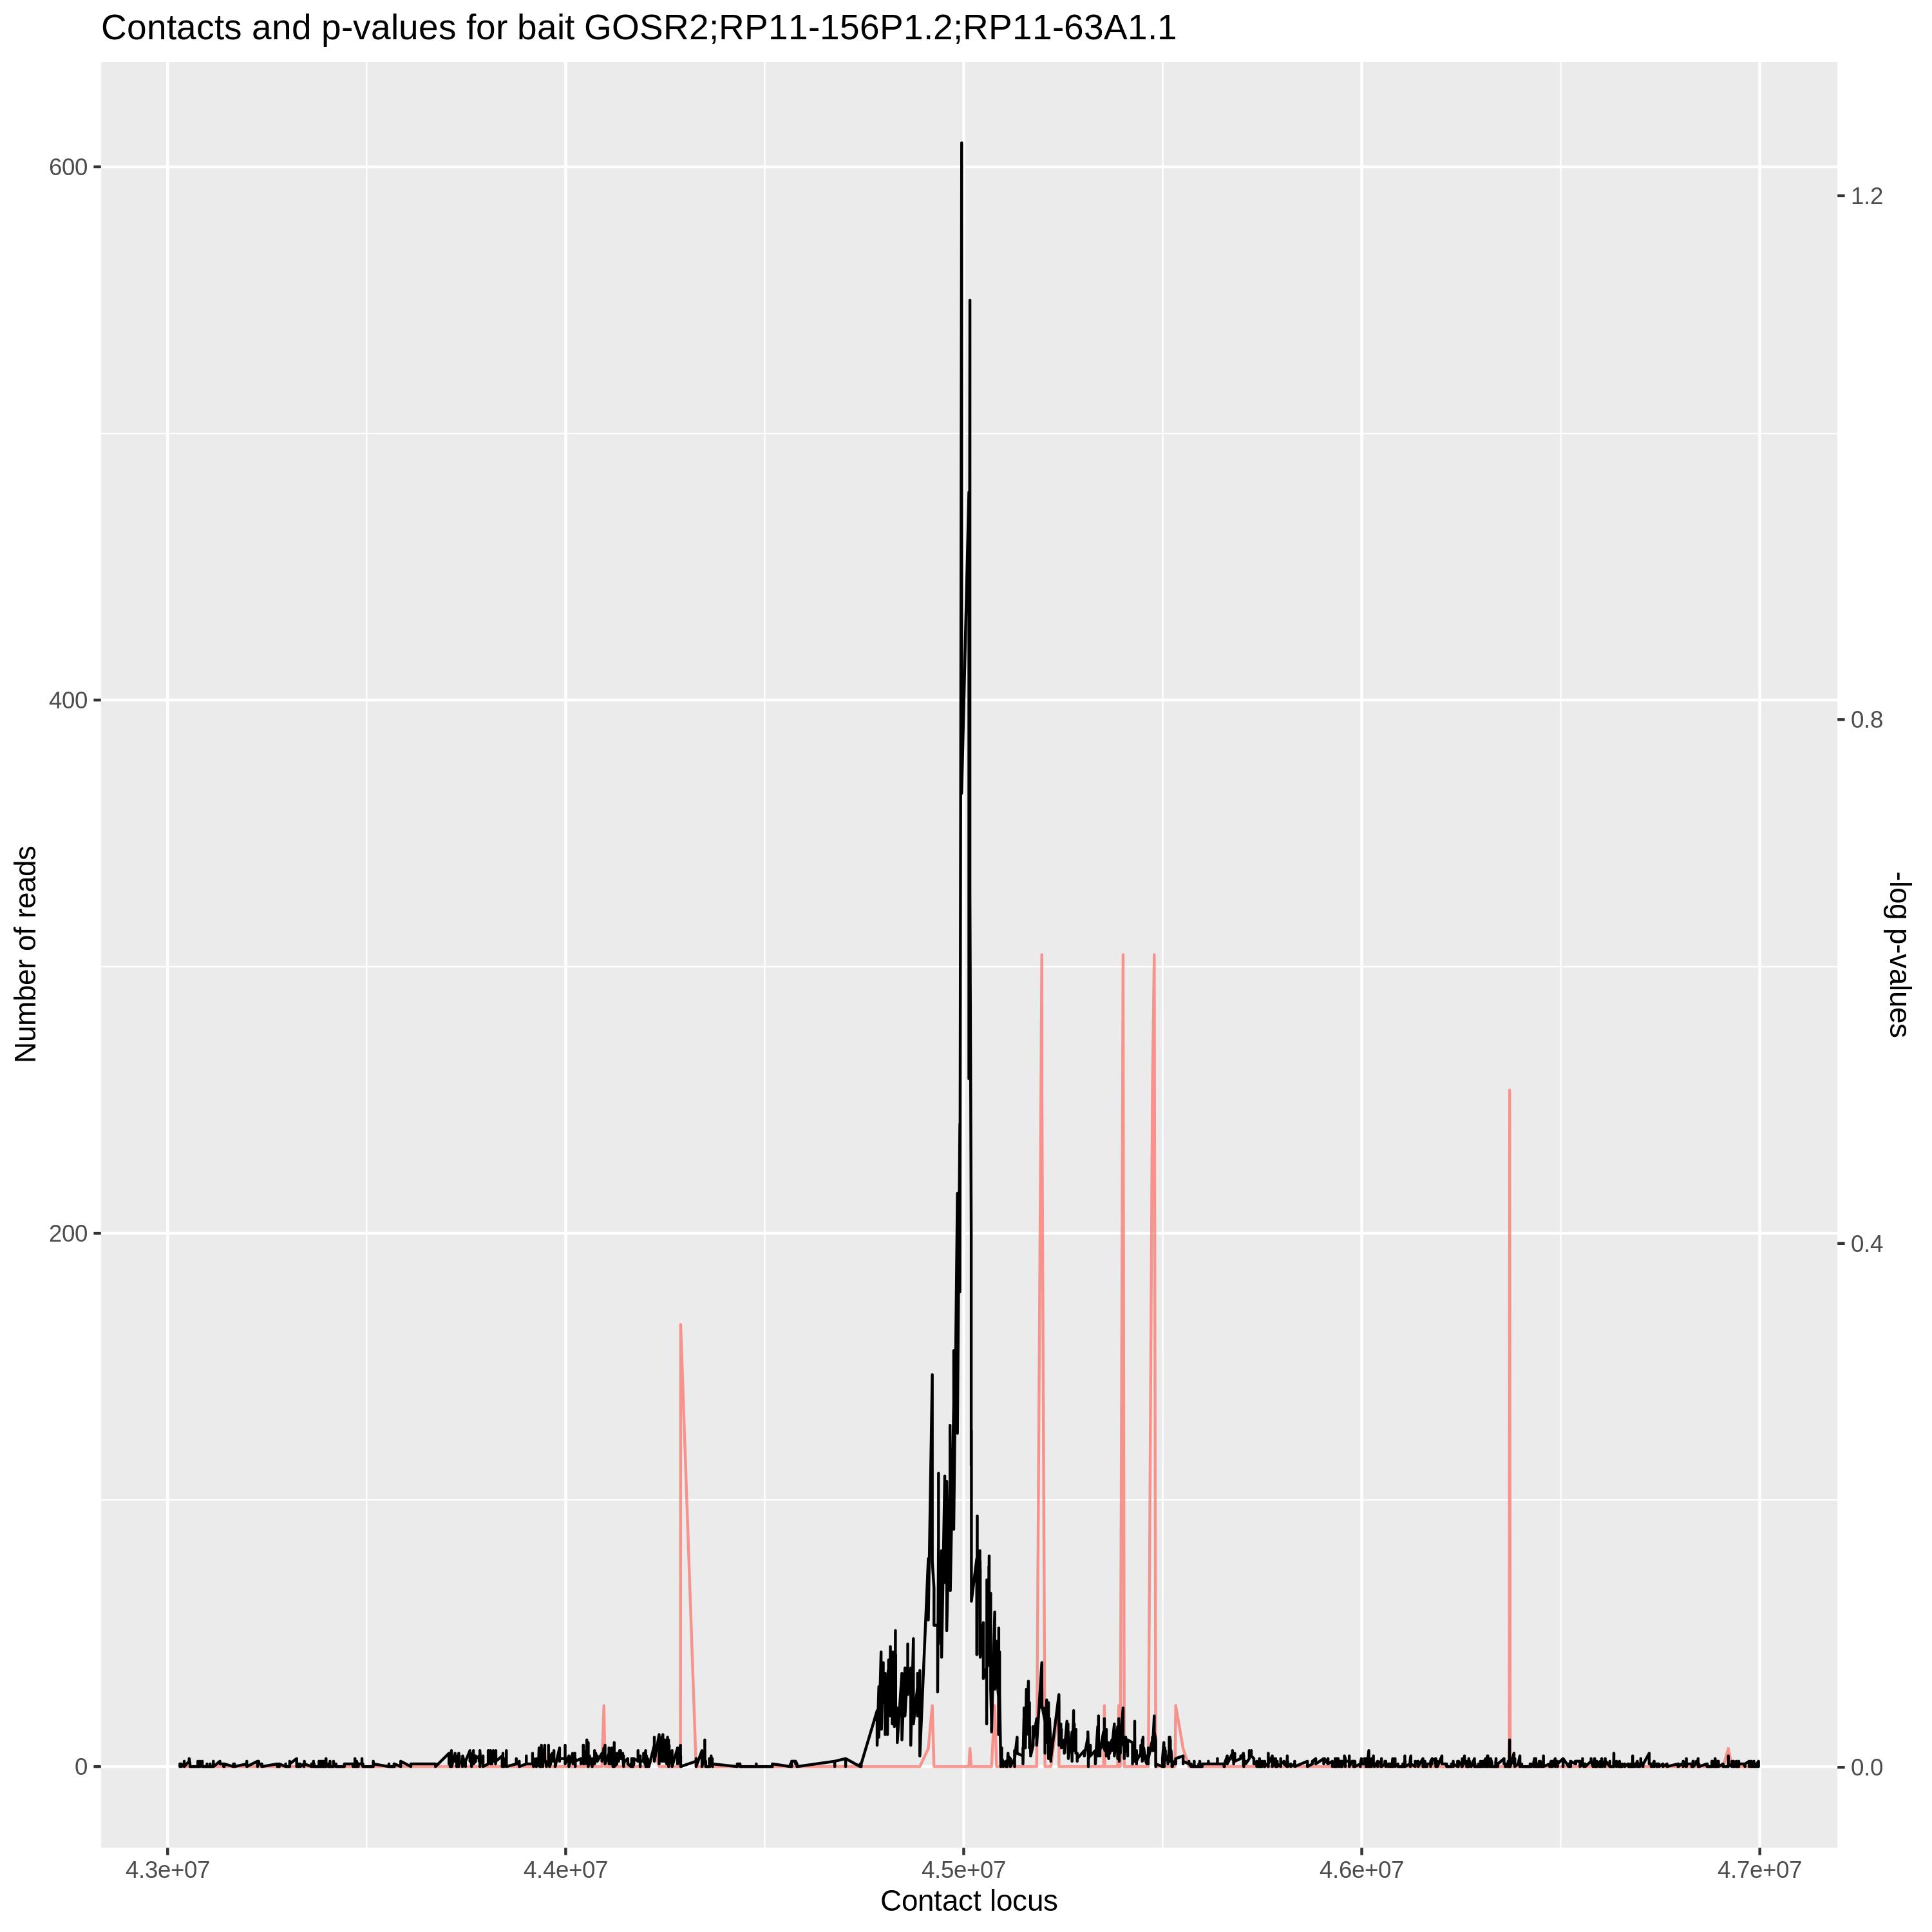 Contacts and p-values for bait GOSR2;RP11-156P1.2;RP11-63A1.1
600
400
200
0
Number of reads
1.2
0.8
0.4
0.0
-log p-values
4.3e+07
4.4e+07
4.5e+07
4.6e+07
4.7e+07
Contact locus